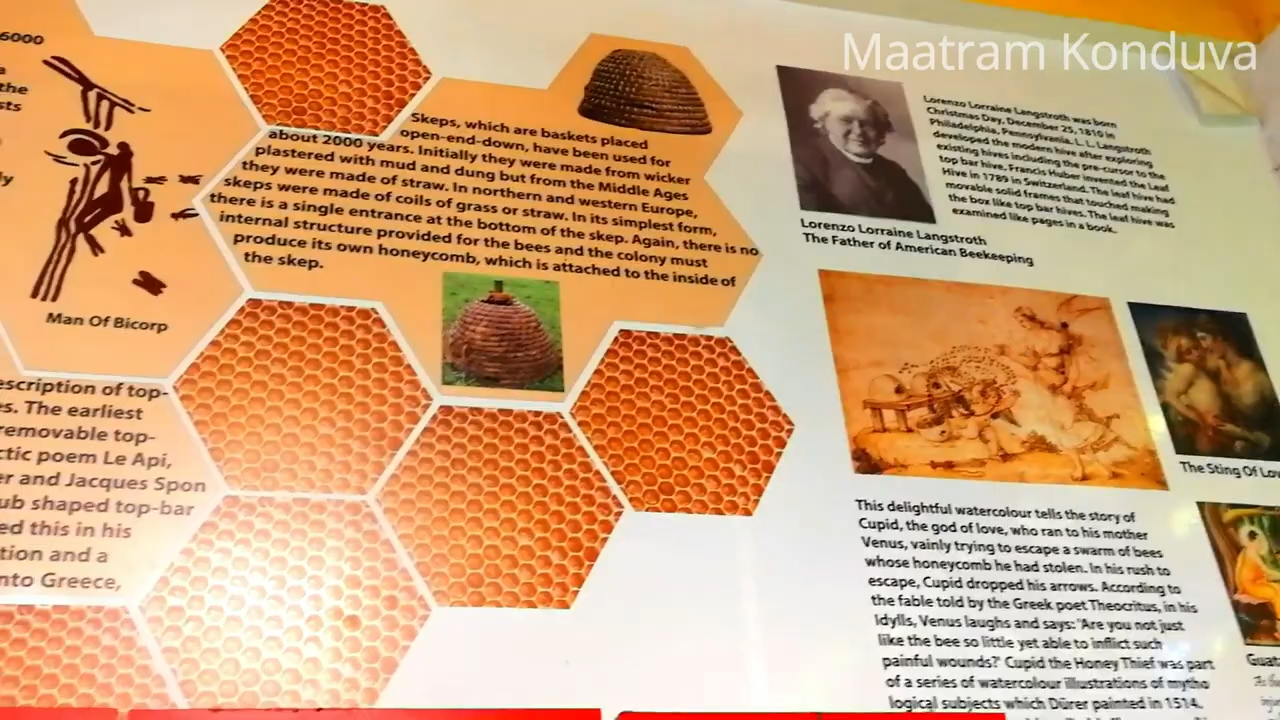 Maatram Konduva
6000
the
sts
Man Of Bicorp
Skeps, which are baskets placed
open-end-down, have been used for
about 2000 years. Initially they were made from wicker
plastered with mud and dung but from the Middle Ages
they were made of straw. In northern and western Europe,
skeps were made of coils of grass or straw. In its simplest form,
there is a single entrance at the bottom of the skep. Again, there is no
internal structure provided for the bees and the colony must
produce its own honeycomb, which is attached to the inside of
the skep.
escription of top-
es. The earliest
removable top-
ctic poem Le Api,
er and Jacques Spon
ub shaped top-bar
ed this in his
tion and a
nto Greece,
Lorenzo Lorraine Langstroth was born
Christmas Day, December 25, 1810 in
Philadelphia, Pennsylvania. L. L. Langstroth
developed the modern hive after exploring
existing hives including the pre-cursor to the
top bar hive. Francis Huber invented the Leaf
Hive in 1789 in Switzerland. The leaf hive had
movable solid frames that touched making
the box like top bar hives. The leaf hive was
examined like pages in a book.
Lorenzo Lorraine Langstroth
The Father of American Beekeeping
The Sting Of Lov
This delightful watercolour tells the story of
Cupid, the god of love, who ran to his mother
Venus, vainly trying to escape a swarm of bees
whose honeycomb he had stolen. In his rush to
escape, Cupid dropped his arrows. According to
the fable told by the Greek poet Theocritus, in his
Idylls, Venus laughs and says: 'Are you not just
like the bee so little yet able to inflict such
painful wounds?' Cupid the Honey Thief was part
of a series of watercolour illustrations of mytho
logical subjects which Dürer painted in 1514.
Guat